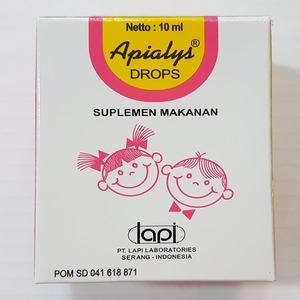 Netto : 10 ml
Apialys®
DROPS
SUPLEMEN MAKANAN
lapi
PT. LAPI LABORATORIES
SERANG - INDONESIA
POM SD 041 618 871